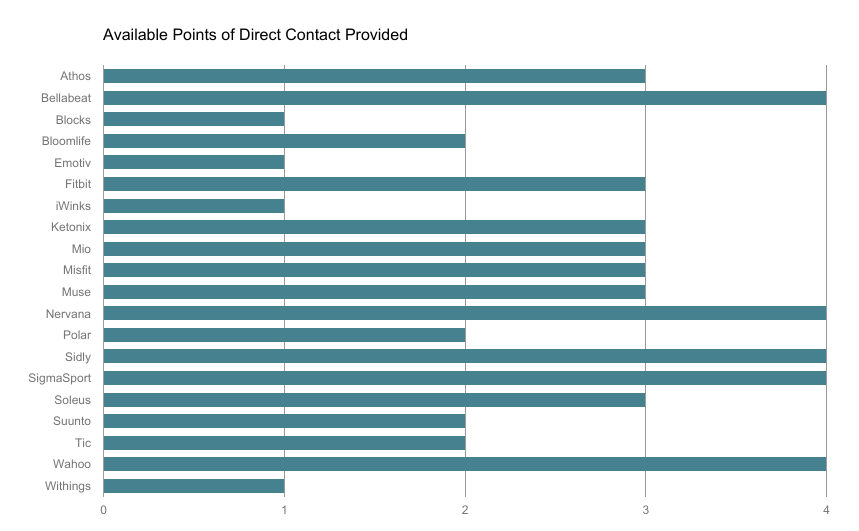 Available Points of Direct Contact Provided
Athos
Bellabeat
Blocks
Bloomlife
Emotiv
Fitbit
iWinks
Ketonix
Mio
Misfit
Muse
Nervana
Polar
Sidly
SigmaSport
Soleus
Suunto
Tic
Wahoo
Withings
0 1 2 3 4